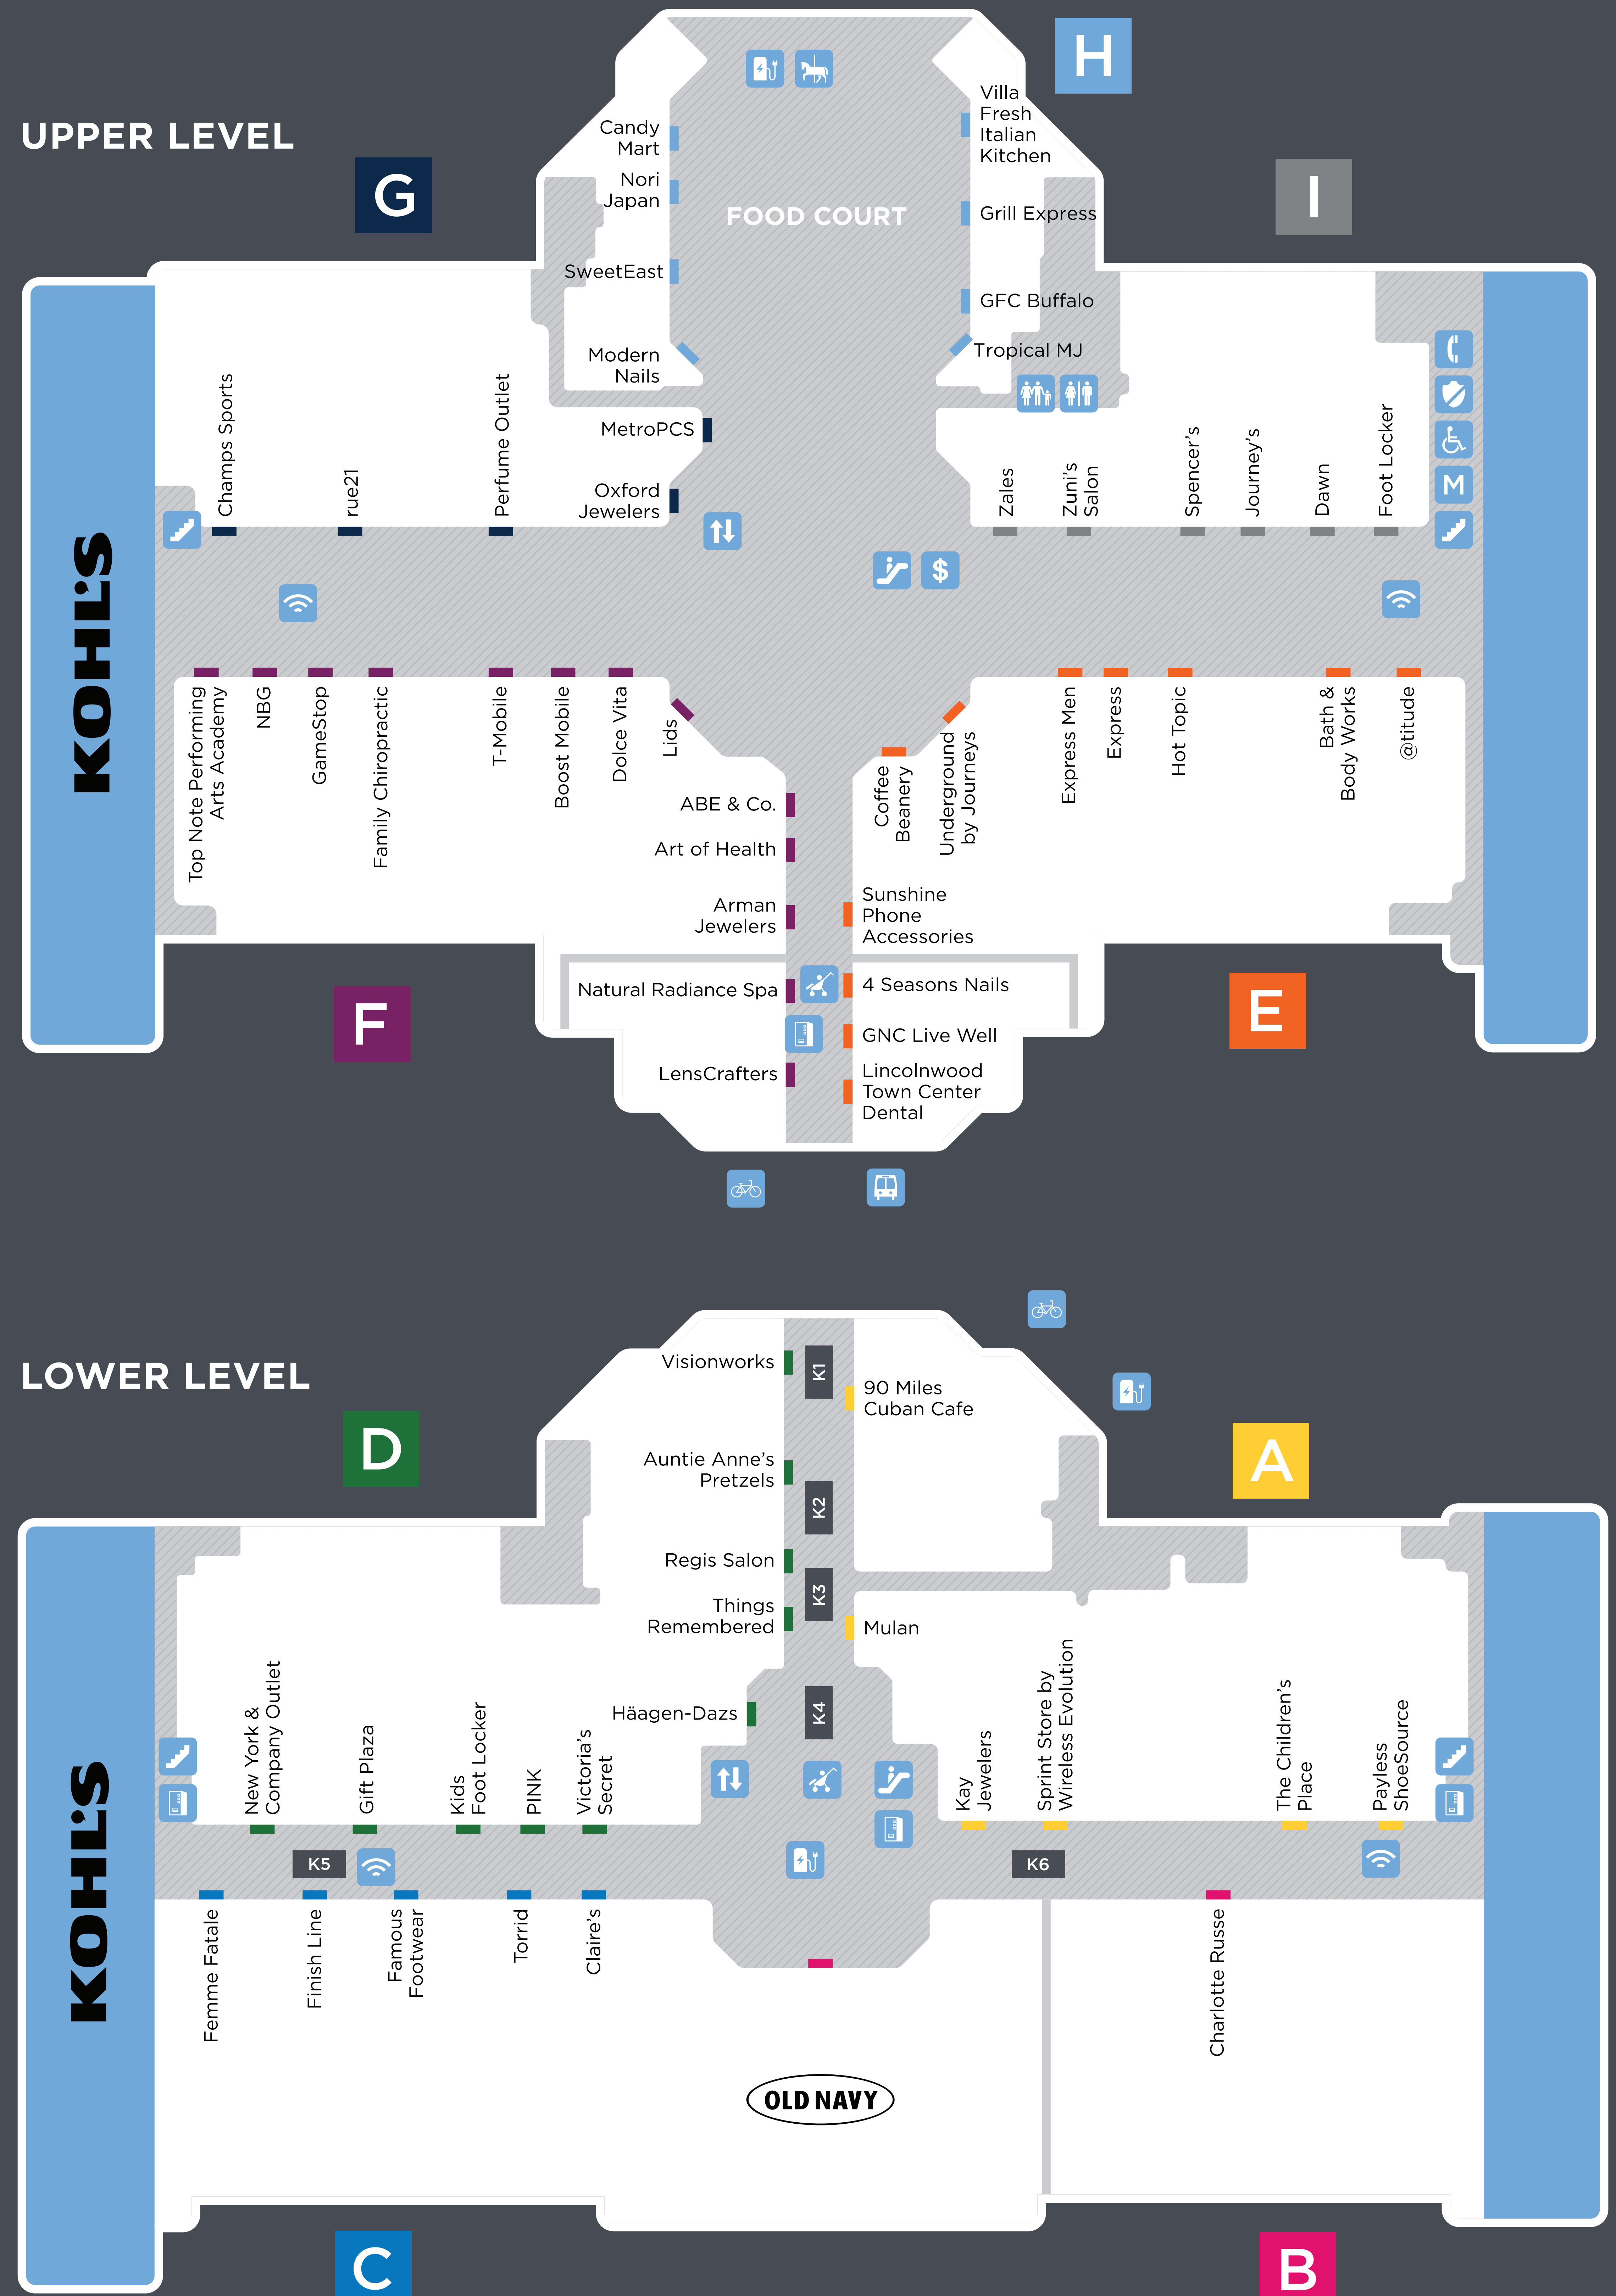 H
UPPER LEVEL
G
I
Candy
Mart
Nori
Japan
SweetEast
Modern
Nails
MetroPCS
Oxford
Jewelers
FOOD COURT
Villa
Fresh
Italian
Kitchen
Grill Express
GFC Buffalo
Tropical MJ
Champs Sports
rue21
Perfume Outlet
Zales
Zuni's
Salon
Spencer's
Journey's
Dawn
Foot Locker
M
$
KOHL'S
Top Note Performing
Arts Academy
NBG
GameStop
Family Chiropractic
T-Mobile
Boost Mobile
Dolce Vita
Lids
ABE & Co.
Art of Health
Arman
Jewelers
Natural Radiance Spa
LensCrafters
Coffee
Beanery
Underground
by Journeys
Express Men
Express
Hot Topic
Bath &
Body Works
@titude
Sunshine
Phone
Accessories
4 Seasons Nails
GNC Live Well
Lincolnwood
Town Center
Dental
F
E
LOWER LEVEL
D
A
Visionworks
K1
90 Miles
Cuban Cafe
Auntie Anne's
Pretzels
K2
Regis Salon
K3
Things
Remembered
Mulan
Häagen-Dazs
K4
New York &
Company Outlet
Gift Plaza
Kids
Foot Locker
PINK
Victoria's
Secret
Kay
Jewelers
Sprint Store by
Wireless Evolution
The Children's
Place
Payless
ShoeSource
K5
K6
KOHL'S
Femme Fatale
Finish Line
Famous
Footwear
Torrid
Claire's
Charlotte Russe
OLD NAVY
C
B